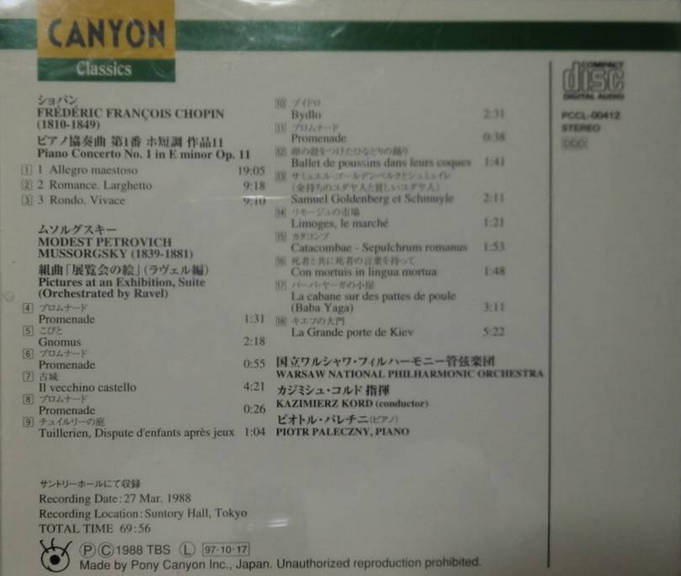 CANYON
Classics
COMPACT
disc
DIGITAL AUDIO
PCCL-00412
STEREO
DDD
ショパン
FRÉDÉRIC FRANÇOIS CHOPIN
(1810-1849)
ピアノ協奏曲 第1番 ホ短調 作品11
Piano Concerto No. 1 in E minor Op. 11
1 1 Allegro maestoso 19:05
2 2 Romance. Larghetto 9:18
3 3 Rondo. Vivace 9:10
ムソルグスキー
MODEST PETROVICH
MUSSORGSKY (1839-1881)
組曲「展覧会の絵」(ラヴェル編)
Pictures at an Exhibition, Suite
(Orchestrated by Ravel)
4 プロムナード
Promenade 1:31
5 こびと
Gnomus 2:18
6 プロムナード
Promenade 0:55
7 古城
Il vecchino castello 4:21
8 プロムナード
Promenade 0:26
9 チュイルリーの庭
Tuillerien, Dispute d'enfants après jeux 1:04
10 ブイドロ
Bydlo 2:31
11 プロムナード
Promenade 0:38
12 卵の殻をつけたひなどりの踊り
Ballet de poussins dans leurs coques 1:41
13 サミュエル・ゴールデンベルクとシュムイレ
(金持ちのユダヤ人と貧しいユダヤ人)
Samuel Goldenberg et Schmuyle 2:11
14 リモージュの市場
Limoges, le marché 1:21
15 カタコンブ
Catacombae - Sepulchrum romanus 1:53
16 死者と共に死者の言葉を持って
Con mortuis in lingua mortua 1:48
17 バーバ・ヤーガの小屋
La cabane sur des pattes de poule
(Baba Yaga) 3:11
18 キエフの大門
La Grande porte de Kiev 5:22
国立ワルシャワ・フィルハーモニー管弦楽団
WARSAW NATIONAL PHILHARMONIC ORCHESTRA
カジミシュ・コルド 指揮
KAZIMIERZ KORD (conductor)
ピオトル・パレチニ(ピアノ)
PIOTR PALECZNY, PIANO
サントリーホールにて収録
Recording Date: 27 Mar. 1988
Recording Location: Suntory Hall, Tokyo
TOTAL TIME 69:56
Ⓟ Ⓒ 1988 TBS Ⓛ 97·10·17
Made by Pony Canyon Inc., Japan. Unauthorized reproduction prohibited.